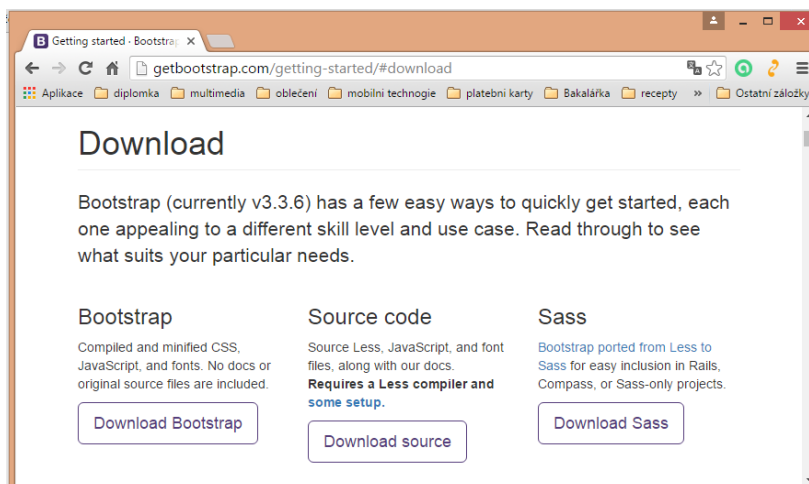 Getting started · Bootstra
getbootstrap.com/getting-started/#download
Aplikace diplomka multimedia oblečení mobilni technogie platebni karty Bakalářka recepty » Ostatní záložky
Download
Bootstrap (currently v3.3.6) has a few easy ways to quickly get started, each
one appealing to a different skill level and use case. Read through to see
what suits your particular needs.
Bootstrap
Compiled and minified CSS,
JavaScript, and fonts. No docs or
original source files are included.
Download Bootstrap
Source code
Source Less, JavaScript, and font
files, along with our docs.
Requires a Less compiler and
some setup.
Download source
Sass
Bootstrap ported from Less to
Sass for easy inclusion in Rails,
Compass, or Sass-only projects.
Download Sass